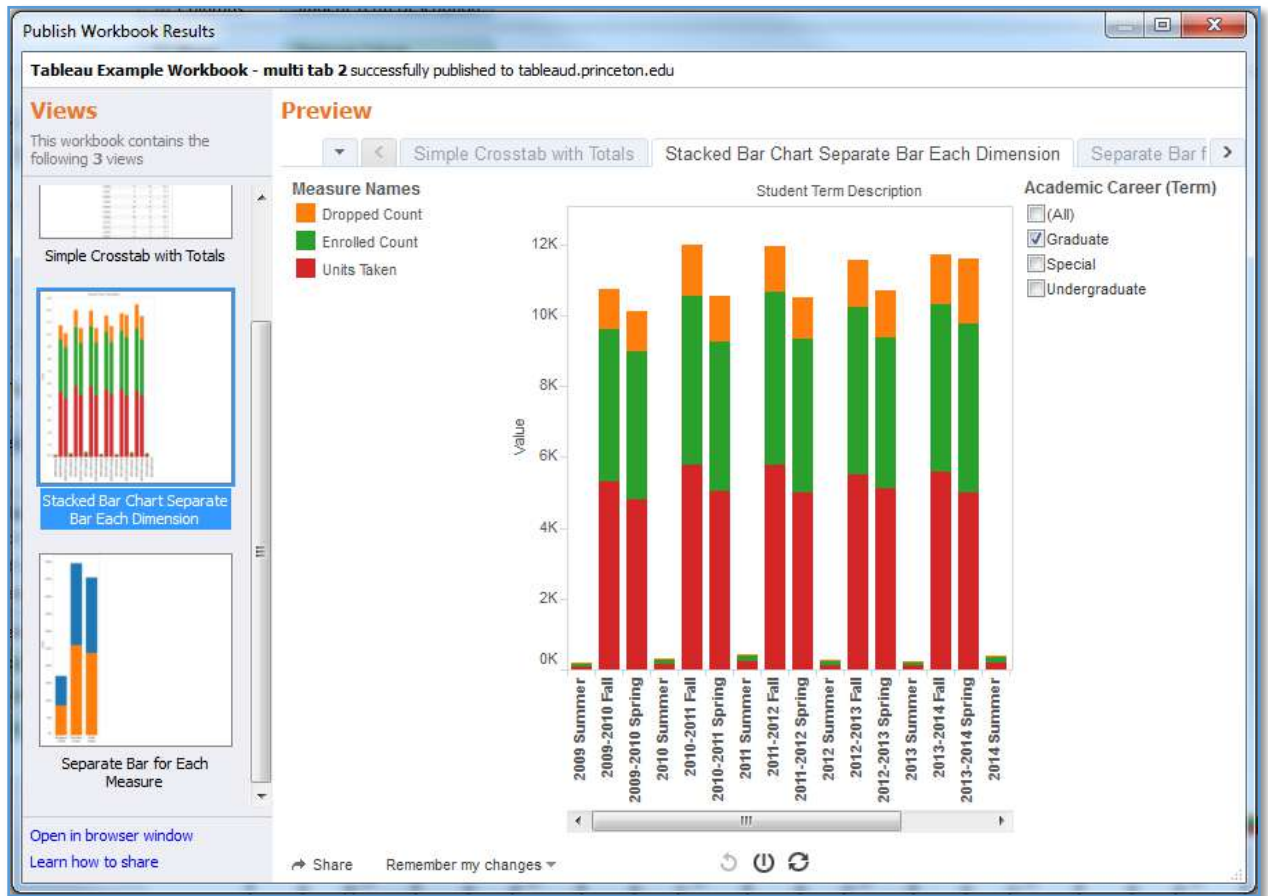 Publish Workbook Results
Tableau Example Workbook - multi tab 2 successfully published to tableaud.princeton.edu
Views
This workbook contains the
following 3 views
Simple Crosstab with Totals
Stacked Bar Chart Separate
Bar Each Dimension
Separate Bar for Each
Measure
Open in browser window
Learn how to share
Preview
Simple Crosstab with Totals
Stacked Bar Chart Separate Bar Each Dimension
Separate Bar f
Measure Names
Dropped Count
Enrolled Count
Units Taken
Student Term Description
Value
12K
10K
8K
6K
4K
2K
0K
2009 Summer
2009-2010 Fall
2009-2010 Spring
2010 Summer
2010-2011 Fall
2010-2011 Spring
2011 Summer
2011-2012 Fall
2011-2012 Spring
2012 Summer
2012-2013 Fall
2012-2013 Spring
2013 Summer
2013-2014 Fall
2013-2014 Spring
2014 Summer
Academic Career (Term)
(All)
Graduate
Special
Undergraduate
Share
Remember my changes